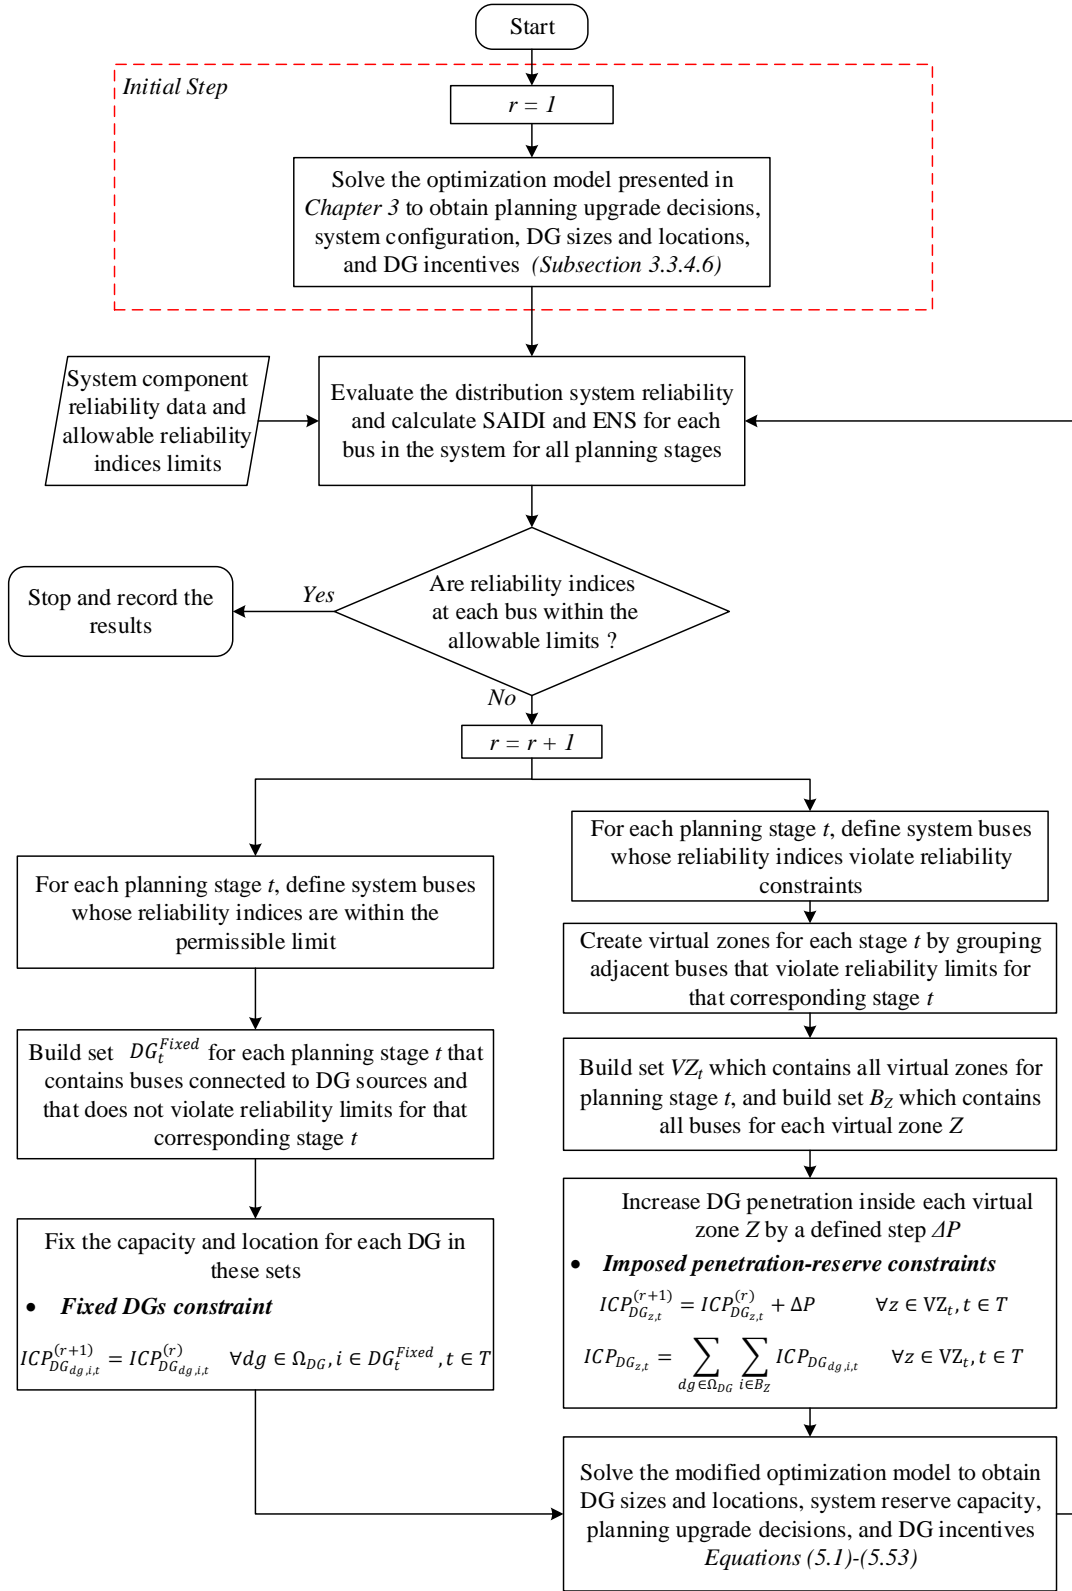 Start
Initial Step
r = 1
Solve the optimization model presented in
Chapter 3 to obtain planning upgrade decisions,
system configuration, DG sizes and locations,
and DG incentives (Subsection 3.3.4.6)
System component
reliability data and
allowable reliability
indices limits
Evaluate the distribution system reliability
and calculate SAIDI and ENS for each
bus in the system for all planning stages
Are reliability indices
at each bus within the
allowable limits ?
Yes
Stop and record the
results
No
r = r + 1
For each planning stage t, define system buses
whose reliability indices are within the
permissible limit
Build set DG_t^{Fixed} for each planning stage t that
contains buses connected to DG sources and
that does not violate reliability limits for that
corresponding stage t
Fix the capacity and location for each DG in
these sets
• Fixed DGs constraint
ICP_{DG_{dg,i,t}}^{(r+1)} = ICP_{DG_{dg,i,t}}^{(r)} ∀dg ∈ Ω_{DG}, i ∈ DG_t^{Fixed}, t ∈ T
For each planning stage t, define system buses
whose reliability indices violate reliability
constraints
Create virtual zones for each stage t by grouping
adjacent buses that violate reliability limits for
that corresponding stage t
Build set VZ_t which contains all virtual zones for
planning stage t, and build set B_Z which contains
all buses for each virtual zone Z
Increase DG penetration inside each virtual
zone Z by a defined step ΔP
• Imposed penetration-reserve constraints
ICP_{DG_{z,t}}^{(r+1)} = ICP_{DG_{z,t}}^{(r)} + ΔP ∀z ∈ VZ_t, t ∈ T
ICP_{DG_{z,t}} = ∑_{dg∈Ω_{DG}} ∑_{i∈B_Z} ICP_{DG_{dg,i,t}} ∀z ∈ VZ_t, t ∈ T
Solve the modified optimization model to obtain
DG sizes and locations, system reserve capacity,
planning upgrade decisions, and DG incentives
Equations (5.1)-(5.53)